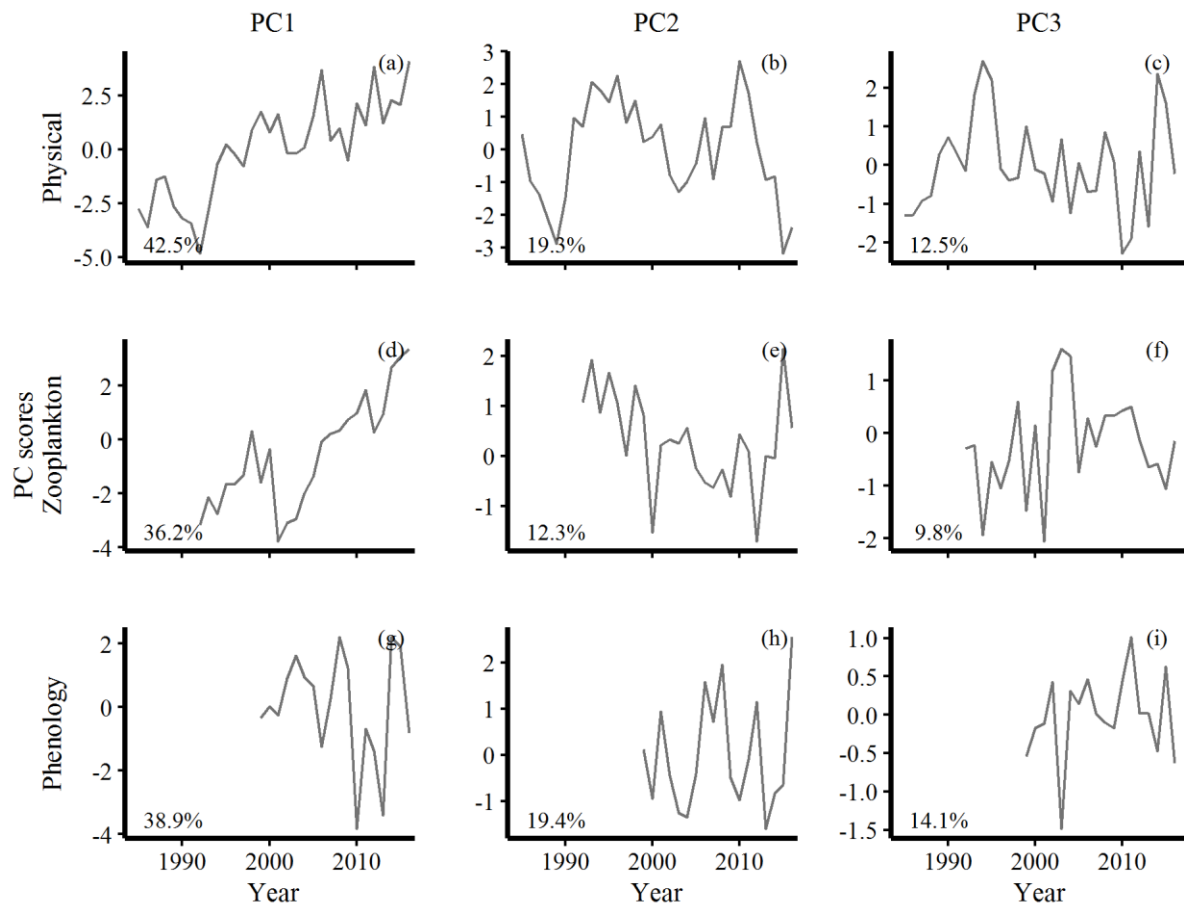 PC1 PC2 PC3
Physical
(a)
2.5
0.0
-2.5
-5.0
42.5%
(b)
3
2
1
0
-1
-2
-3
19.3%
(c)
2
1
0
-1
-2
12.5%
PC scores
Zooplankton
(d)
2
0
-2
-4
36.2%
(e)
2
1
0
-1
12.3%
(f)
1
0
-1
-2
9.8%
Phenology
(g)
2
0
-2
-4
38.9%
1990 2000 2010
Year
(h)
2
1
0
-1
19.4%
1990 2000 2010
Year
(i)
1.0
0.5
0.0
-0.5
-1.0
-1.5
14.1%
1990 2000 2010
Year